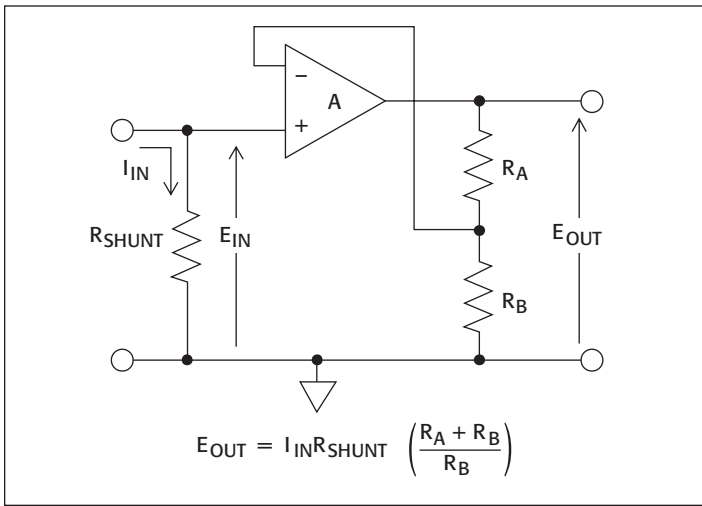 −
A
+
I_IN
R_SHUNT
E_IN
R_A
E_OUT
R_B
E_OUT = I_IN R_SHUNT ( (R_A + R_B) / R_B )